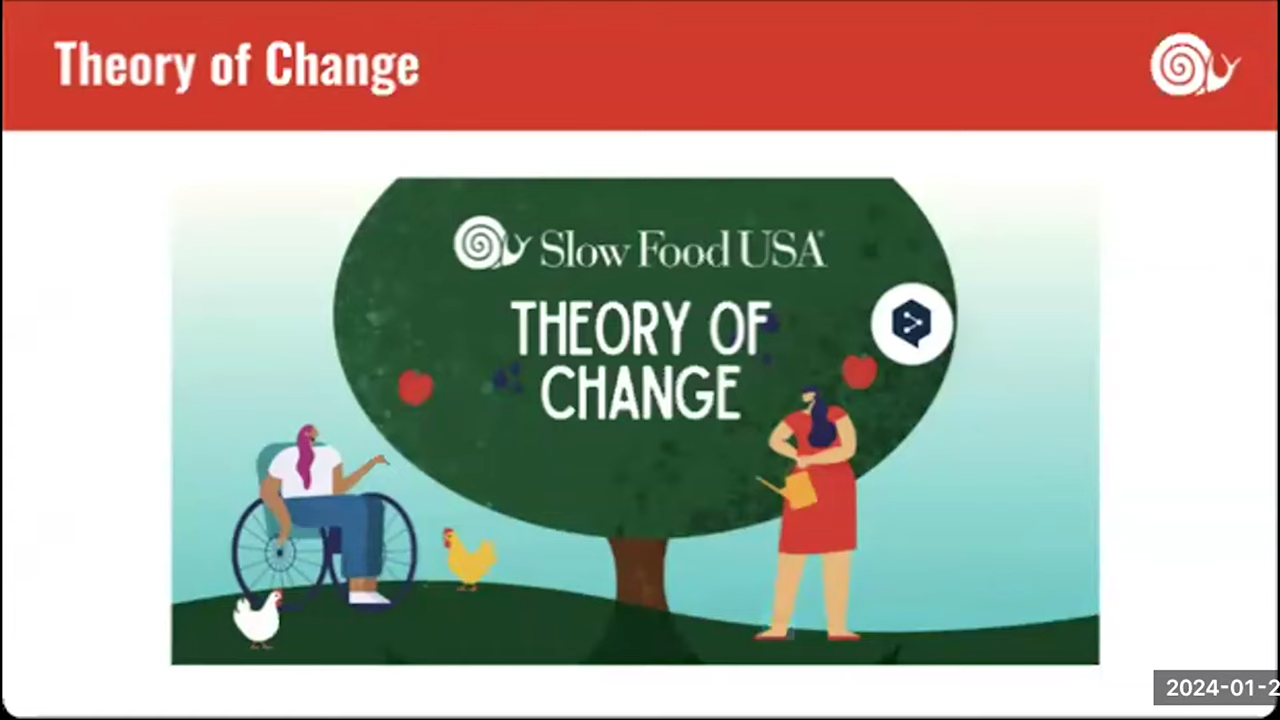 Theory of Change
Slow Food USA®
THEORY OF
CHANGE
2024-01-2